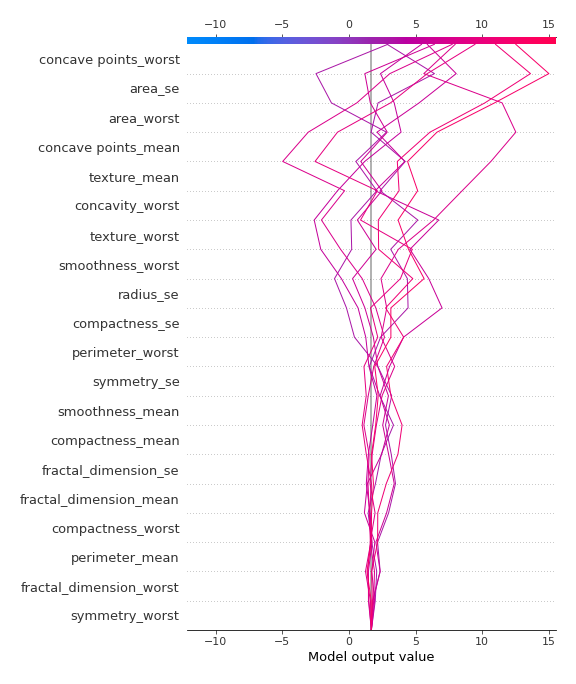 −10 −5 0 5 10 15
concave points_worst
area_se
area_worst
concave points_mean
texture_mean
concavity_worst
texture_worst
smoothness_worst
radius_se
compactness_se
perimeter_worst
symmetry_se
smoothness_mean
compactness_mean
fractal_dimension_se
fractal_dimension_mean
compactness_worst
perimeter_mean
fractal_dimension_worst
symmetry_worst
−10 −5 0 5 10 15
Model output value